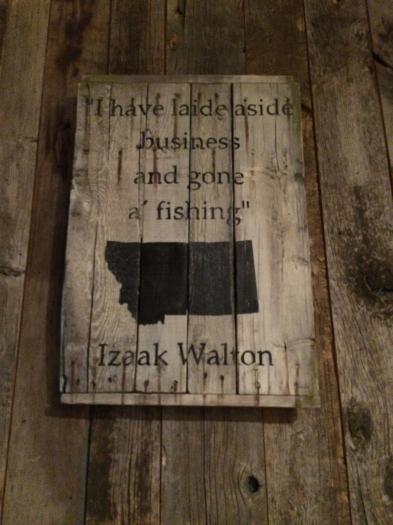 "I have laide aside
business
and gone
a' fishing"
Izaak Walton